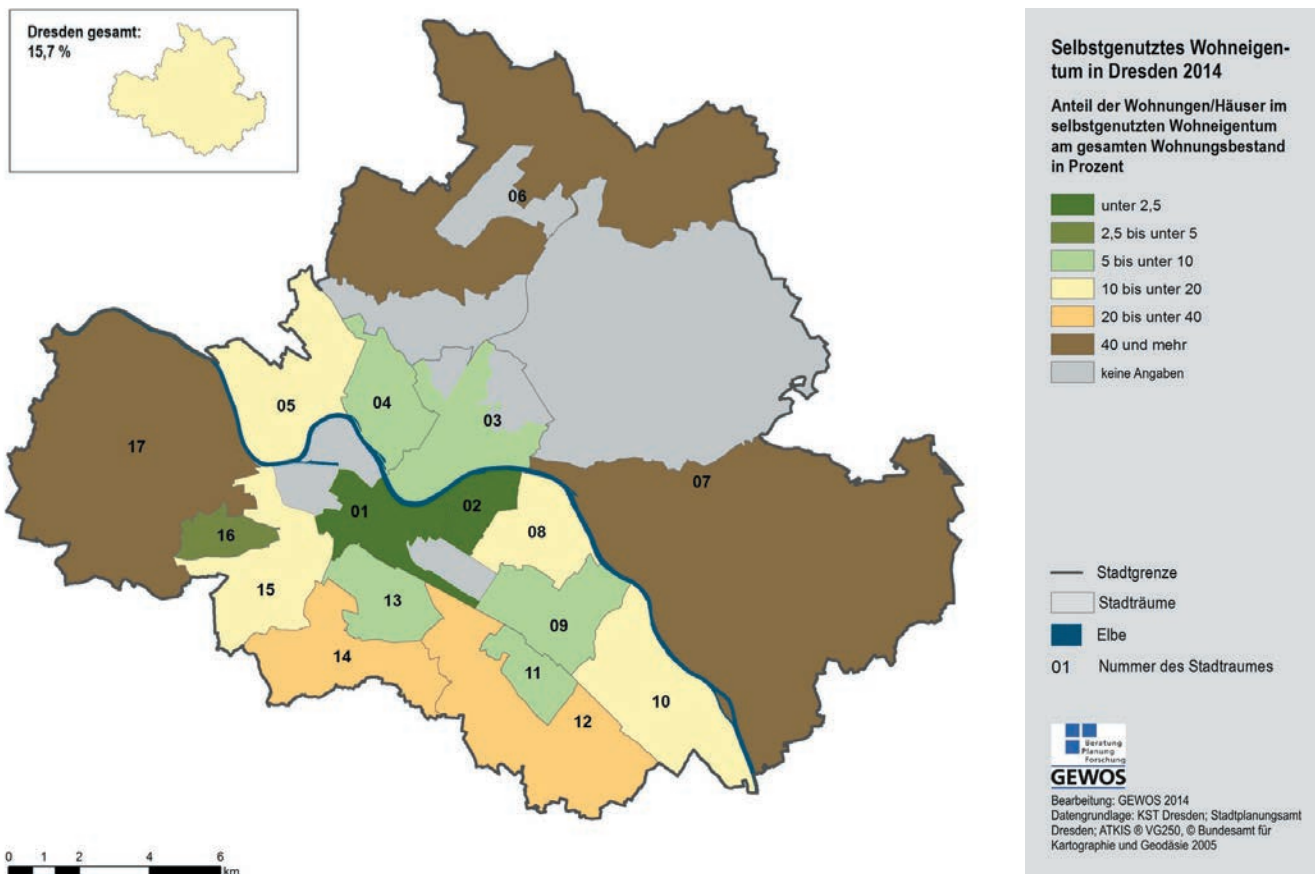 Dresden gesamt:
15,7 %
06
05
04
03
17
07
01
02
08
16
15
13
09
14
11
10
12
0 1 2 4 6
km
Selbstgenutztes Wohneigen-
tum in Dresden 2014
Anteil der Wohnungen/Häuser im
selbstgenutzten Wohneigentum
am gesamten Wohnungsbestand
in Prozent
unter 2,5
2,5 bis unter 5
5 bis unter 10
10 bis unter 20
20 bis unter 40
40 und mehr
keine Angaben
Stadtgrenze
Stadträume
Elbe
01 Nummer des Stadtraumes
Beratung
Planung
Forschung
GEWOS
Bearbeitung: GEWOS 2014
Datengrundlage: KST Dresden; Stadtplanungsamt
Dresden; ATKIS ® VG250, © Bundesamt für
Kartographie und Geodäsie 2005